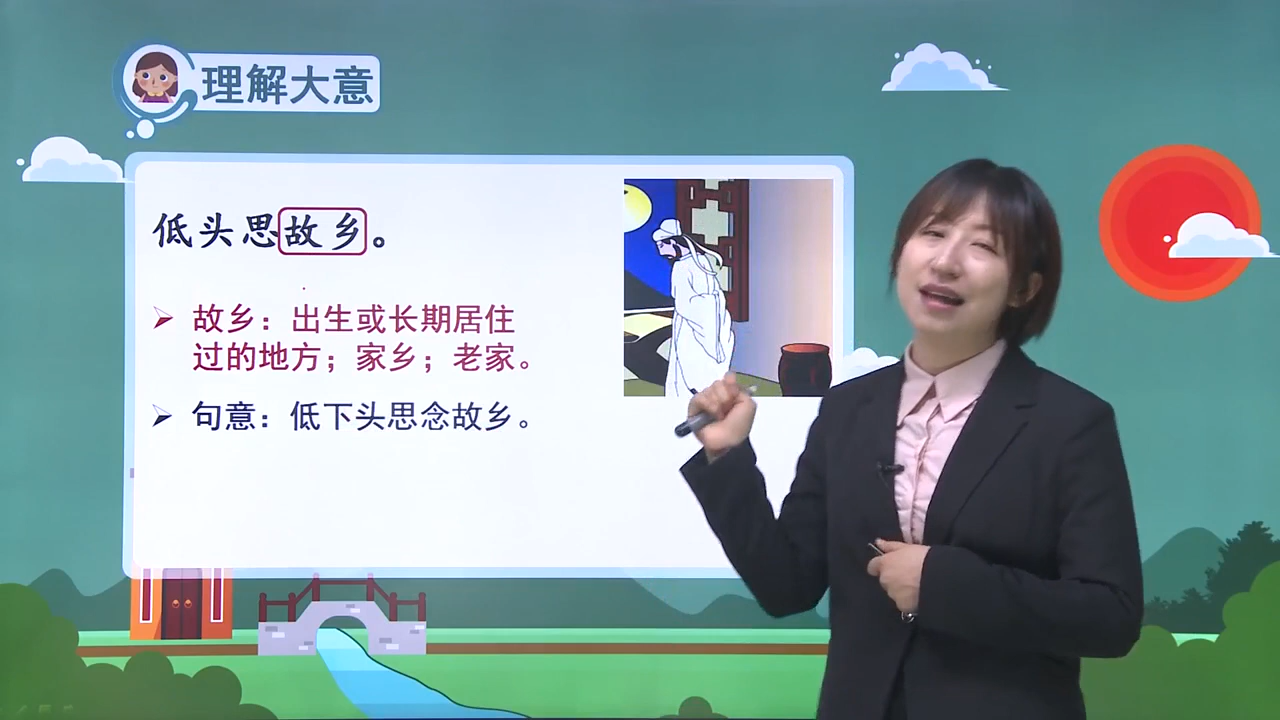 理解大意
低头思故乡。
故乡：出生或长期居住
过的地方；家乡；老家。
句意：低下头思念故乡。